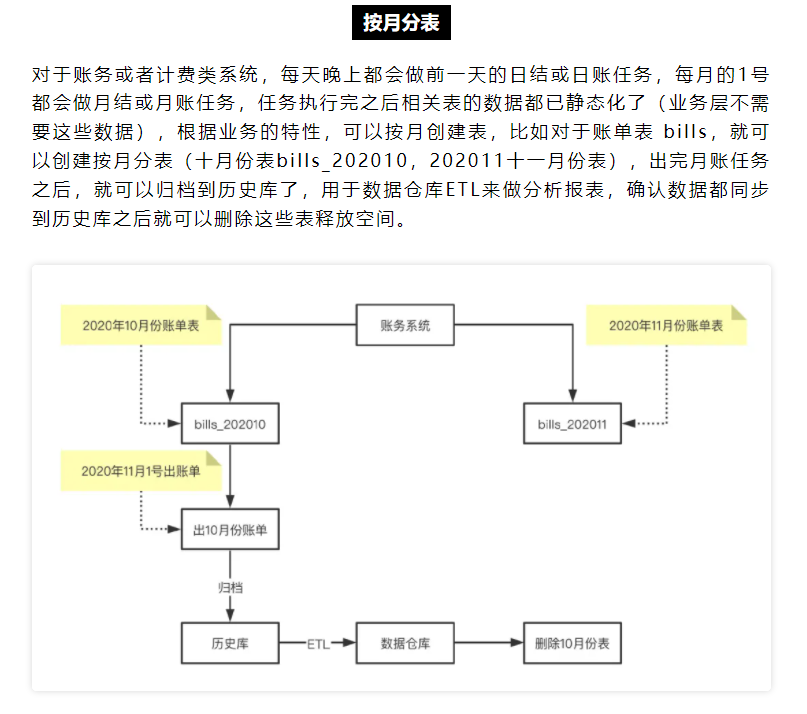 按月分表
对于账务或者计费类系统，每天晚上都会做前一天的日结或日账任务，每月的1号
都会做月结或月账任务，任务执行完之后相关表的数据都已静态化了（业务层不需
要这些数据），根据业务的特性，可以按月创建表，比如对于账单表 bills，就可
以创建按月分表（十月份表bills_202010，202011十一月份表），出完月账任务
之后，就可以归档到历史库了，用于数据仓库ETL来做分析报表，确认数据都同步
到历史库之后就可以删除这些表释放空间。
2020年10月份账单表
账务系统
2020年11月份账单表
bills_202010
bills_202011
2020年11月1号出账单
出10月份账单
归档
历史库
ETL
数据仓库
删除10月份表